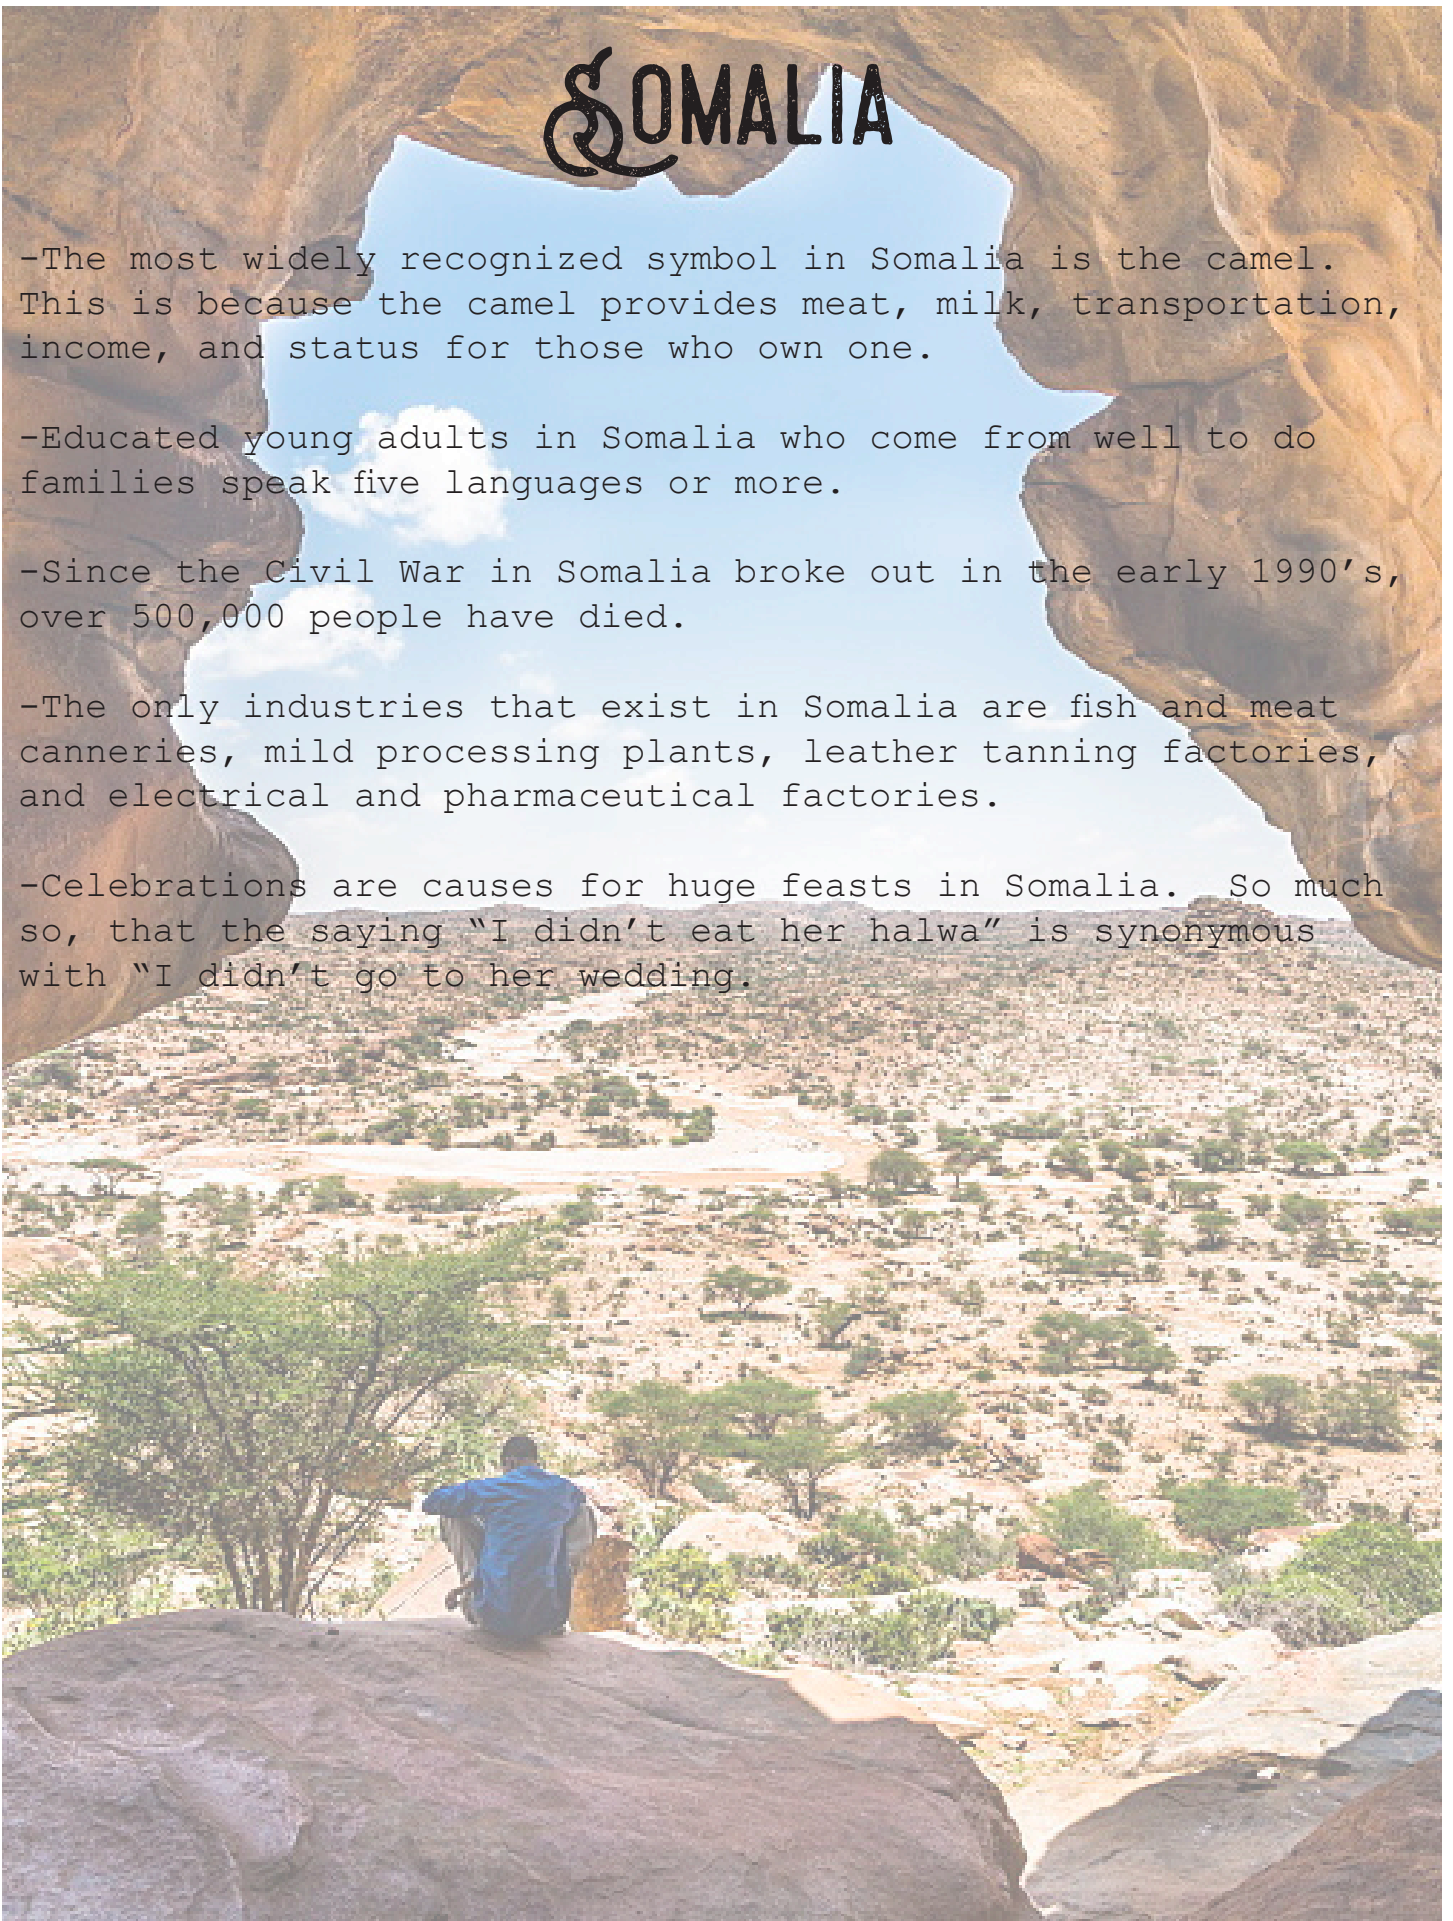 SOMALIA
-The most widely recognized symbol in Somalia is the camel.
This is because the camel provides meat, milk, transportation,
income, and status for those who own one.
-Educated young adults in Somalia who come from well to do
families speak five languages or more.
-Since the Civil War in Somalia broke out in the early 1990’s,
over 500,000 people have died.
-The only industries that exist in Somalia are fish and meat
canneries, mild processing plants, leather tanning factories,
and electrical and pharmaceutical factories.
-Celebrations are causes for huge feasts in Somalia.  So much
so, that the saying “I didn’t eat her halwa” is synonymous
with “I didn’t go to her wedding.